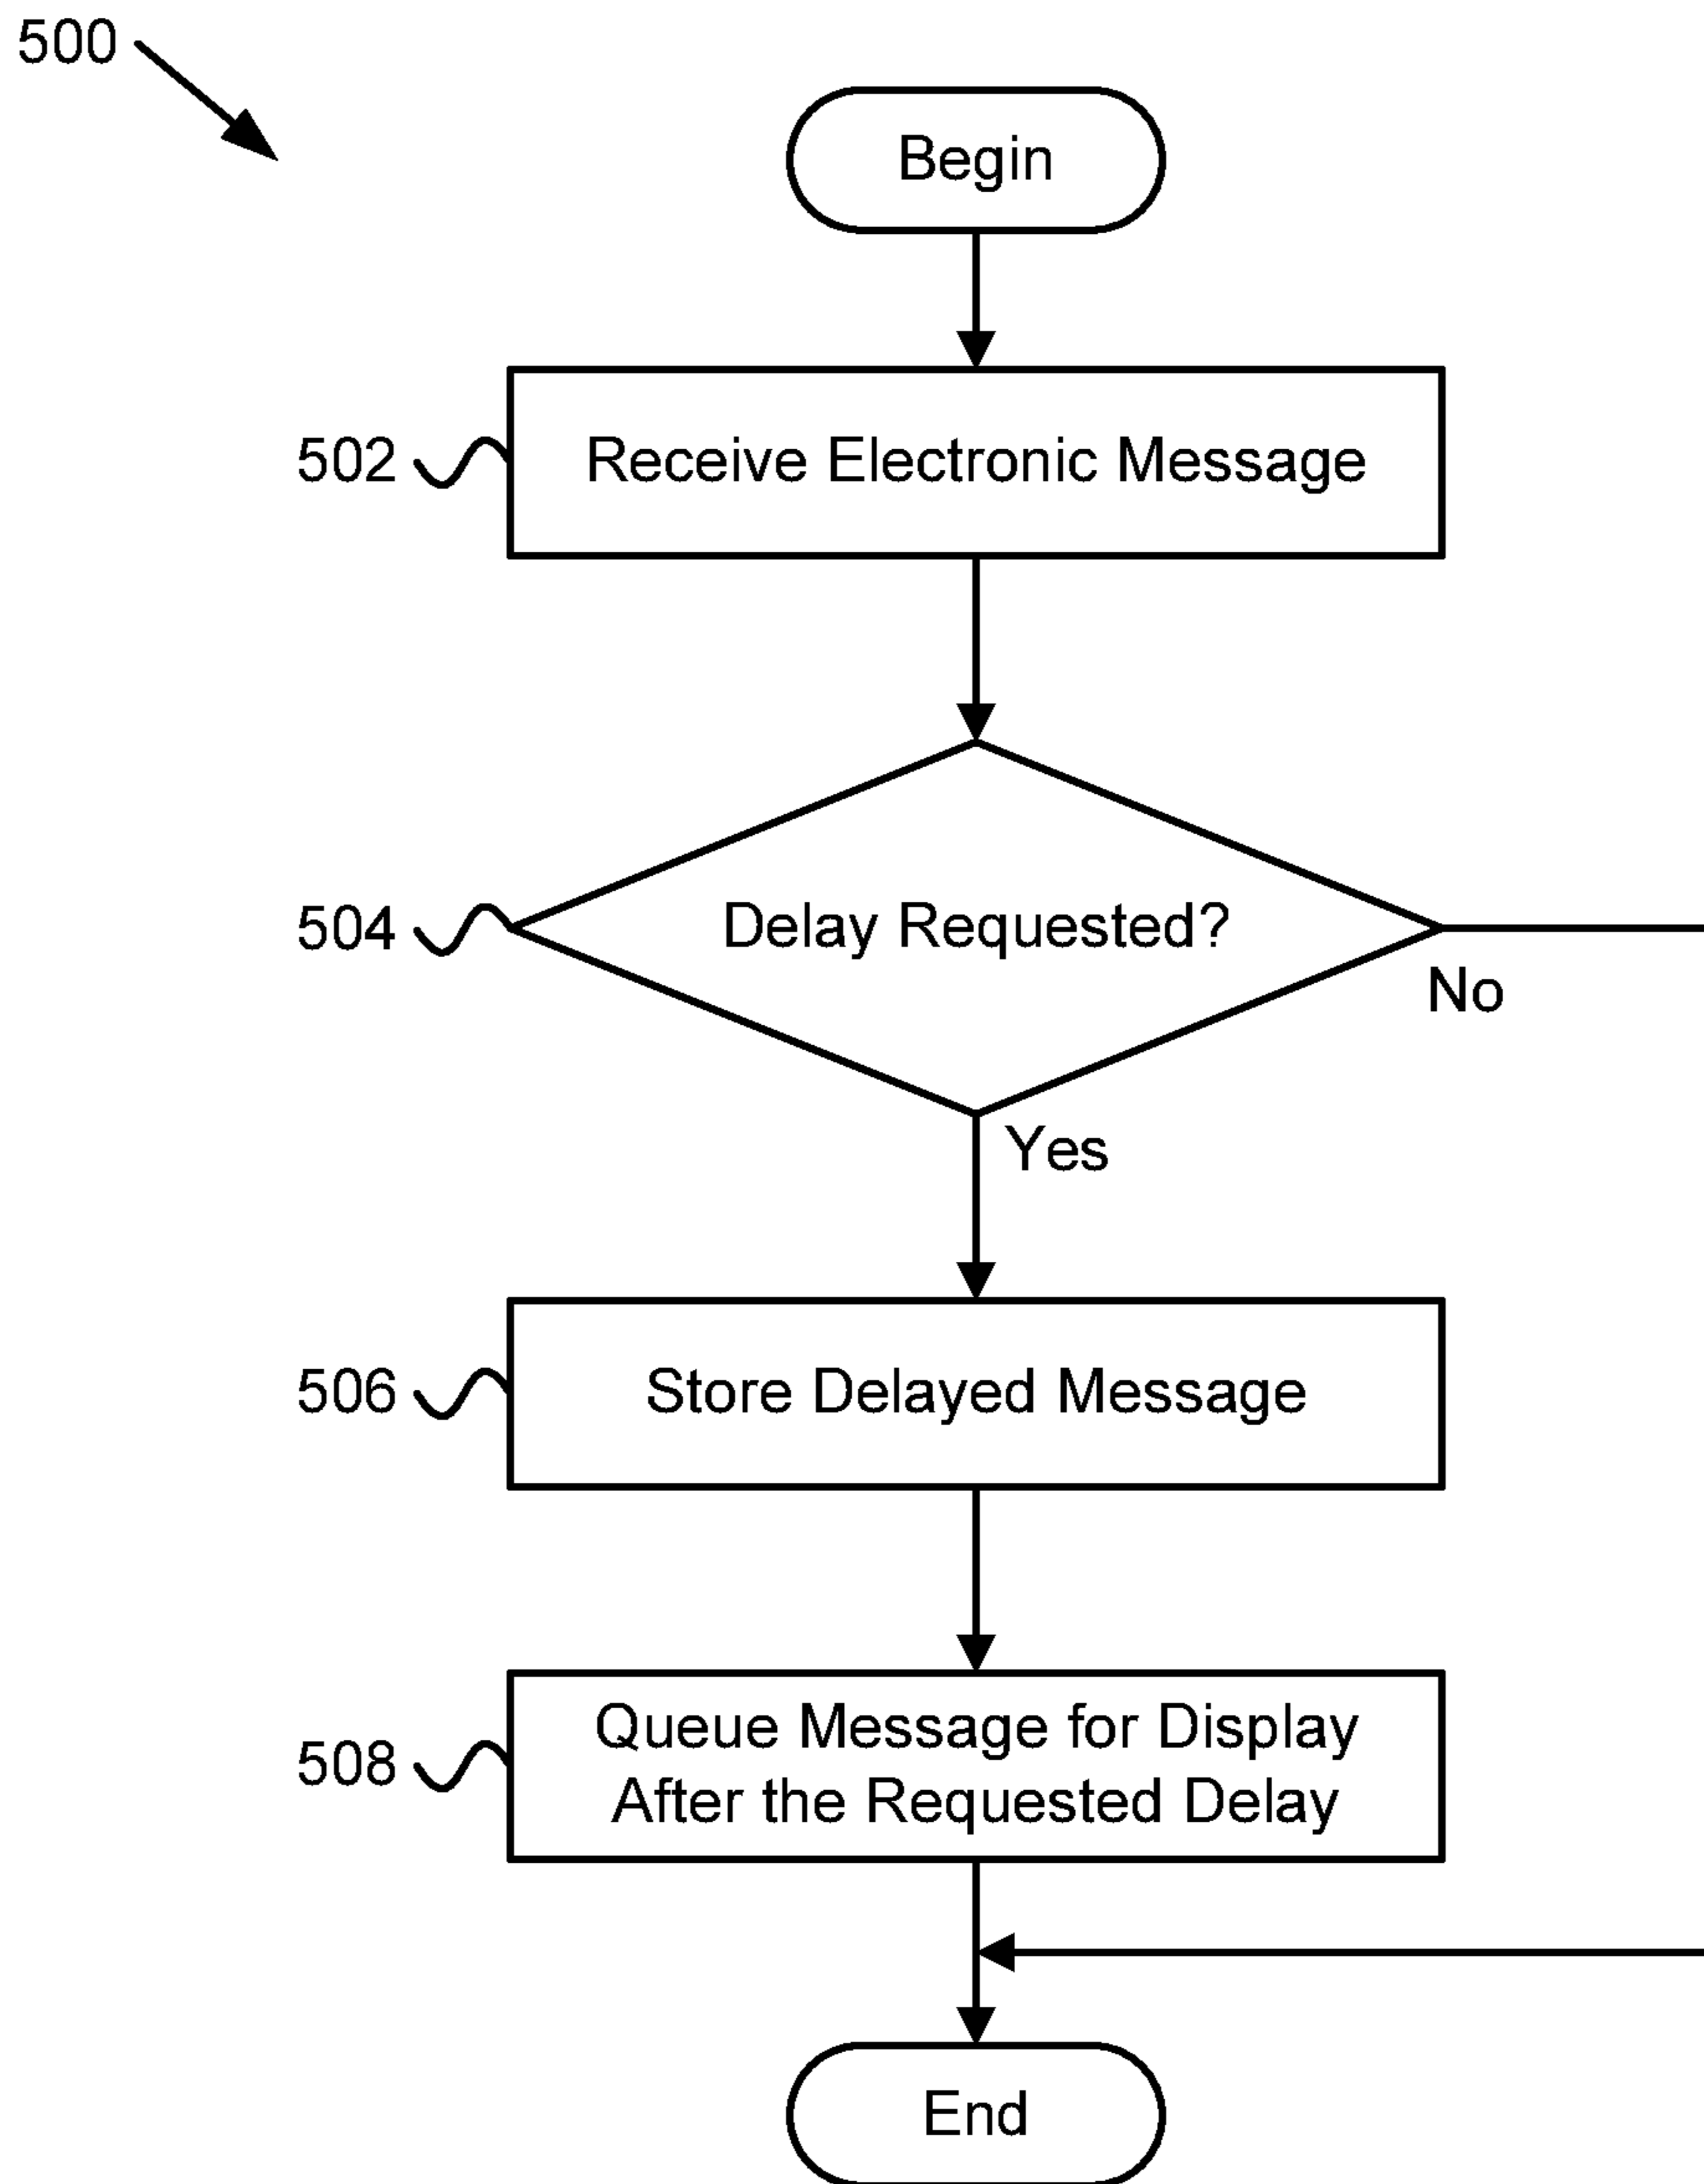 500
Begin
502
Receive Electronic Message
504
Delay Requested?
No
Yes
506
Store Delayed Message
508
Queue Message for Display
After the Requested Delay
End